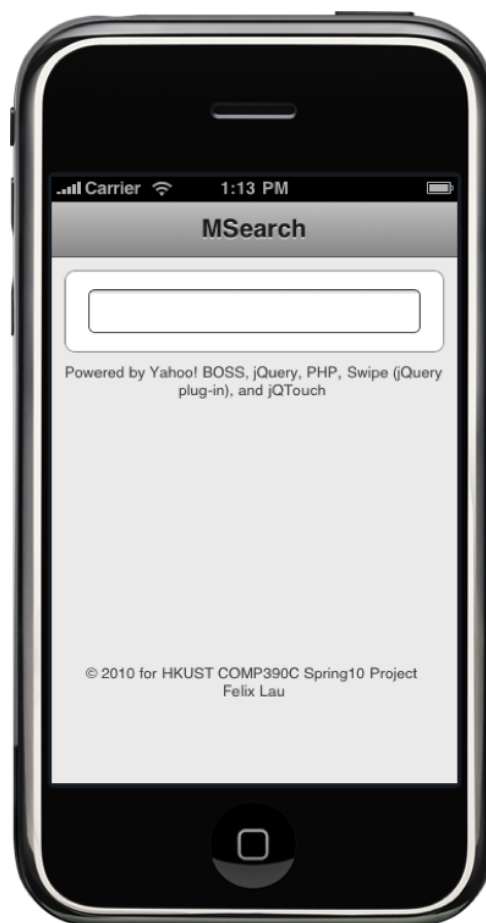 Carrier 1:13 PM
MSearch
Powered by Yahoo! BOSS, jQuery, PHP, Swipe (jQuery
plug-in), and jQTouch
© 2010 for HKUST COMP390C Spring10 Project
Felix Lau